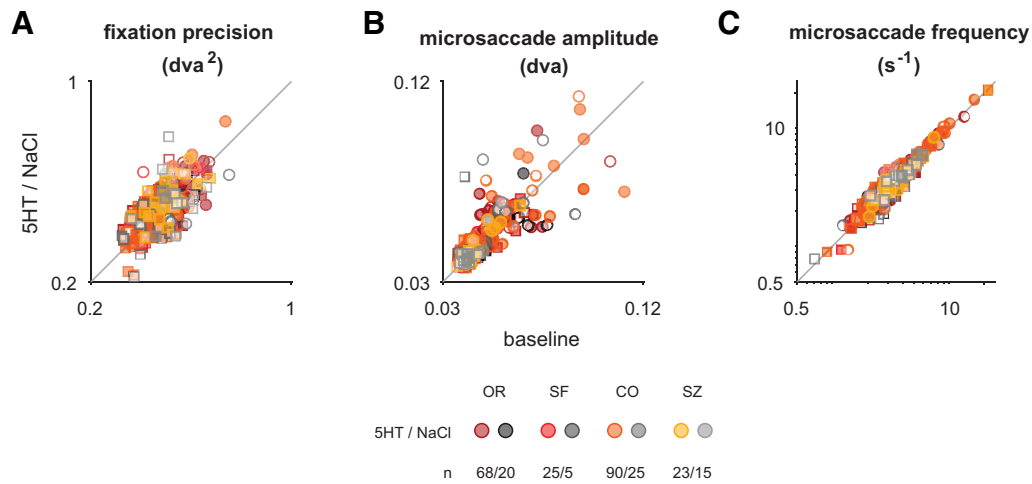 A
fixation precision
(dva²)
B
microsaccade amplitude
(dva)
C
microsaccade frequency
(s⁻¹)
5HT / NaCl
1
0.2
0.2
1
0.12
0.03
0.03
0.12
baseline
10
0.5
0.5
10
OR SF CO SZ
5HT / NaCl
n 68/20 25/5 90/25 23/15